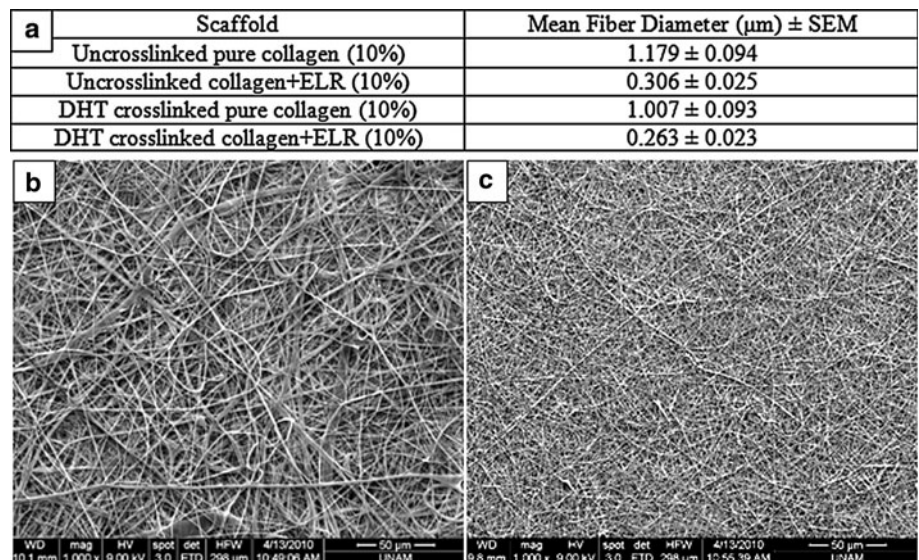 a
Scaffold Mean Fiber Diameter (µm) ± SEM
Uncrosslinked pure collagen (10%) 1.179 ± 0.094
Uncrosslinked collagen+ELR (10%) 0.306 ± 0.025
DHT crosslinked pure collagen (10%) 1.007 ± 0.093
DHT crosslinked collagen+ELR (10%) 0.263 ± 0.023
b
WD mag HV spot det HFW 4/13/2010 50 µm
10.1 mm 1,000 x 9.00 kV 3.0 ETD 298 µm 10:49:06 AM UNAM
c
WD mag HV spot det HFW 4/13/2010 50 µm
9.8 mm 1,000 x 9.00 kV 3.0 ETD 298 µm 10:55:39 AM UNAM